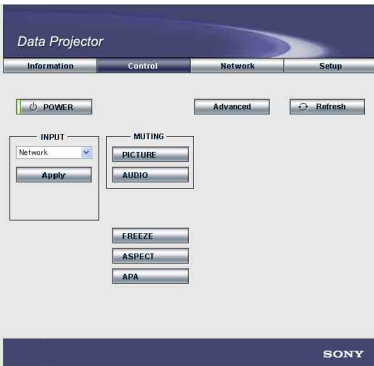 Data Projector
Information Control Network Setup
POWER Advanced Refresh
INPUT MUTING
Network PICTURE
Apply AUDIO
FREEZE
ASPECT
APA
SONY